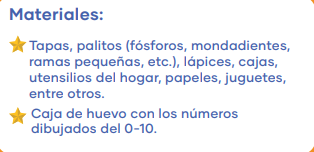 Materiales:
Tapas, palitos (fósforos, mondadientes,
ramas pequeñas, etc.), lápices, cajas,
utensilios del hogar, papeles, juguetes,
entre otros.
Caja de huevo con los números
dibujados del 0-10.